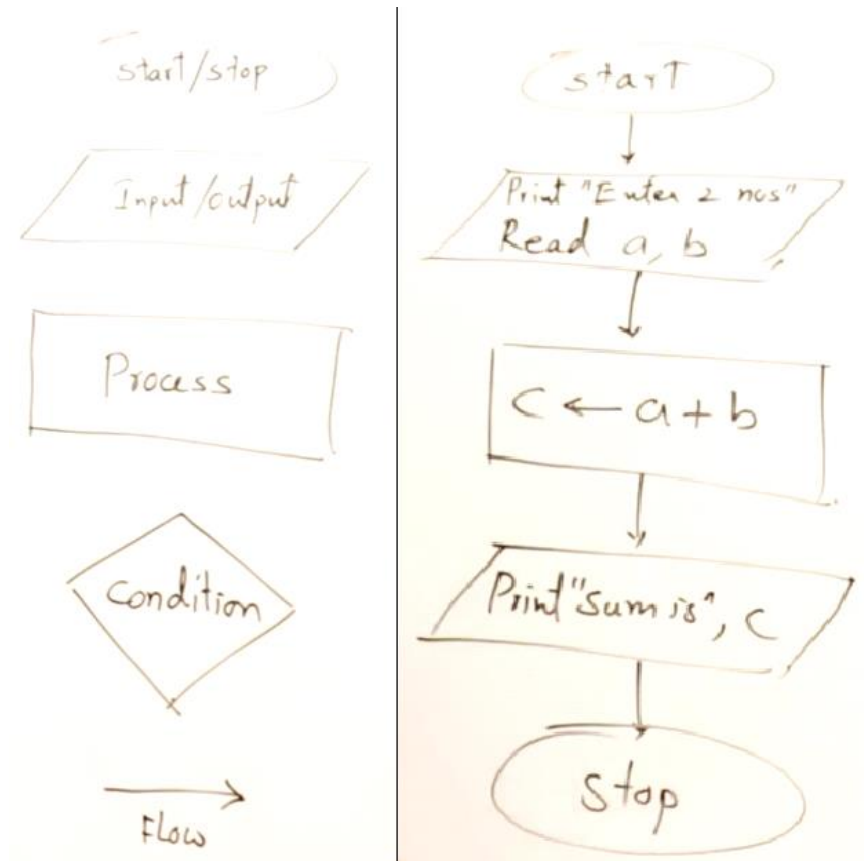 start/stop
Input/output
Process
Condition
Flow
start
Print "Enter 2 nos"
Read a, b
C ← a + b
Print "Sum is", C
Stop